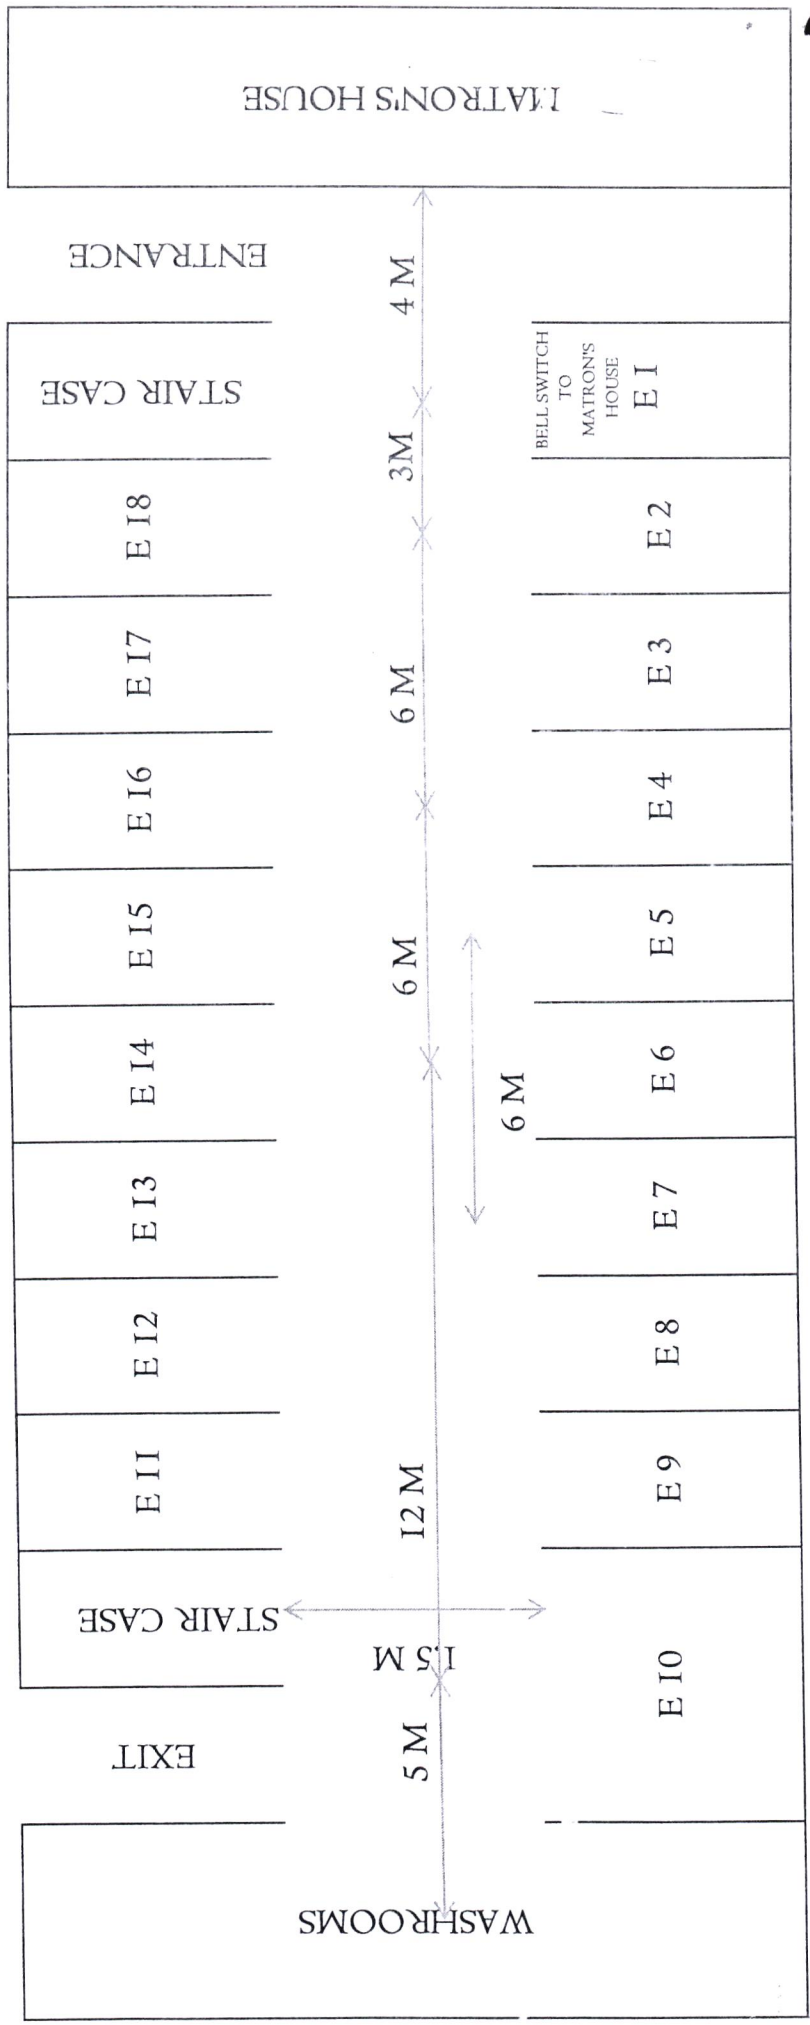 MATRON'S HOUSE
ENTRANCE
4 M
STAIR CASE
BELL SWITCH
TO
MATRON'S
HOUSE
E 1
3M
E 18
E 2
E 17
6 M
E 3
E 16
E 4
E 15
6 M
E 5
E 14
E 6
6 M
E 13
E 7
E 12
E 8
E 11
12 M
E 9
STAIR CASE
1.5 M
E 10
EXIT
5 M
WASHROOMS